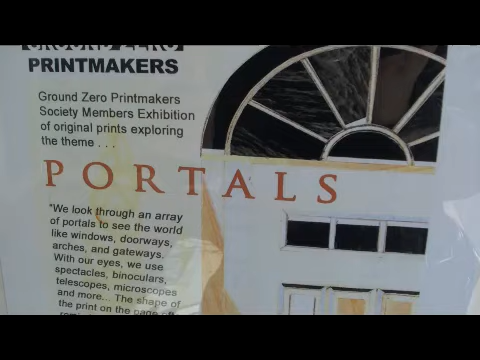 GROUND ZERO
PRINTMAKERS
Ground Zero Printmakers
Society Members Exhibition
of original prints exploring
the theme . . .
PORTALS
"We look through an array
of portals to see the world
like windows, doorways,
arches, and gateways.
With our eyes, we use
spectacles, binoculars,
telescopes, microscopes
and more... The shape of
the print on the page